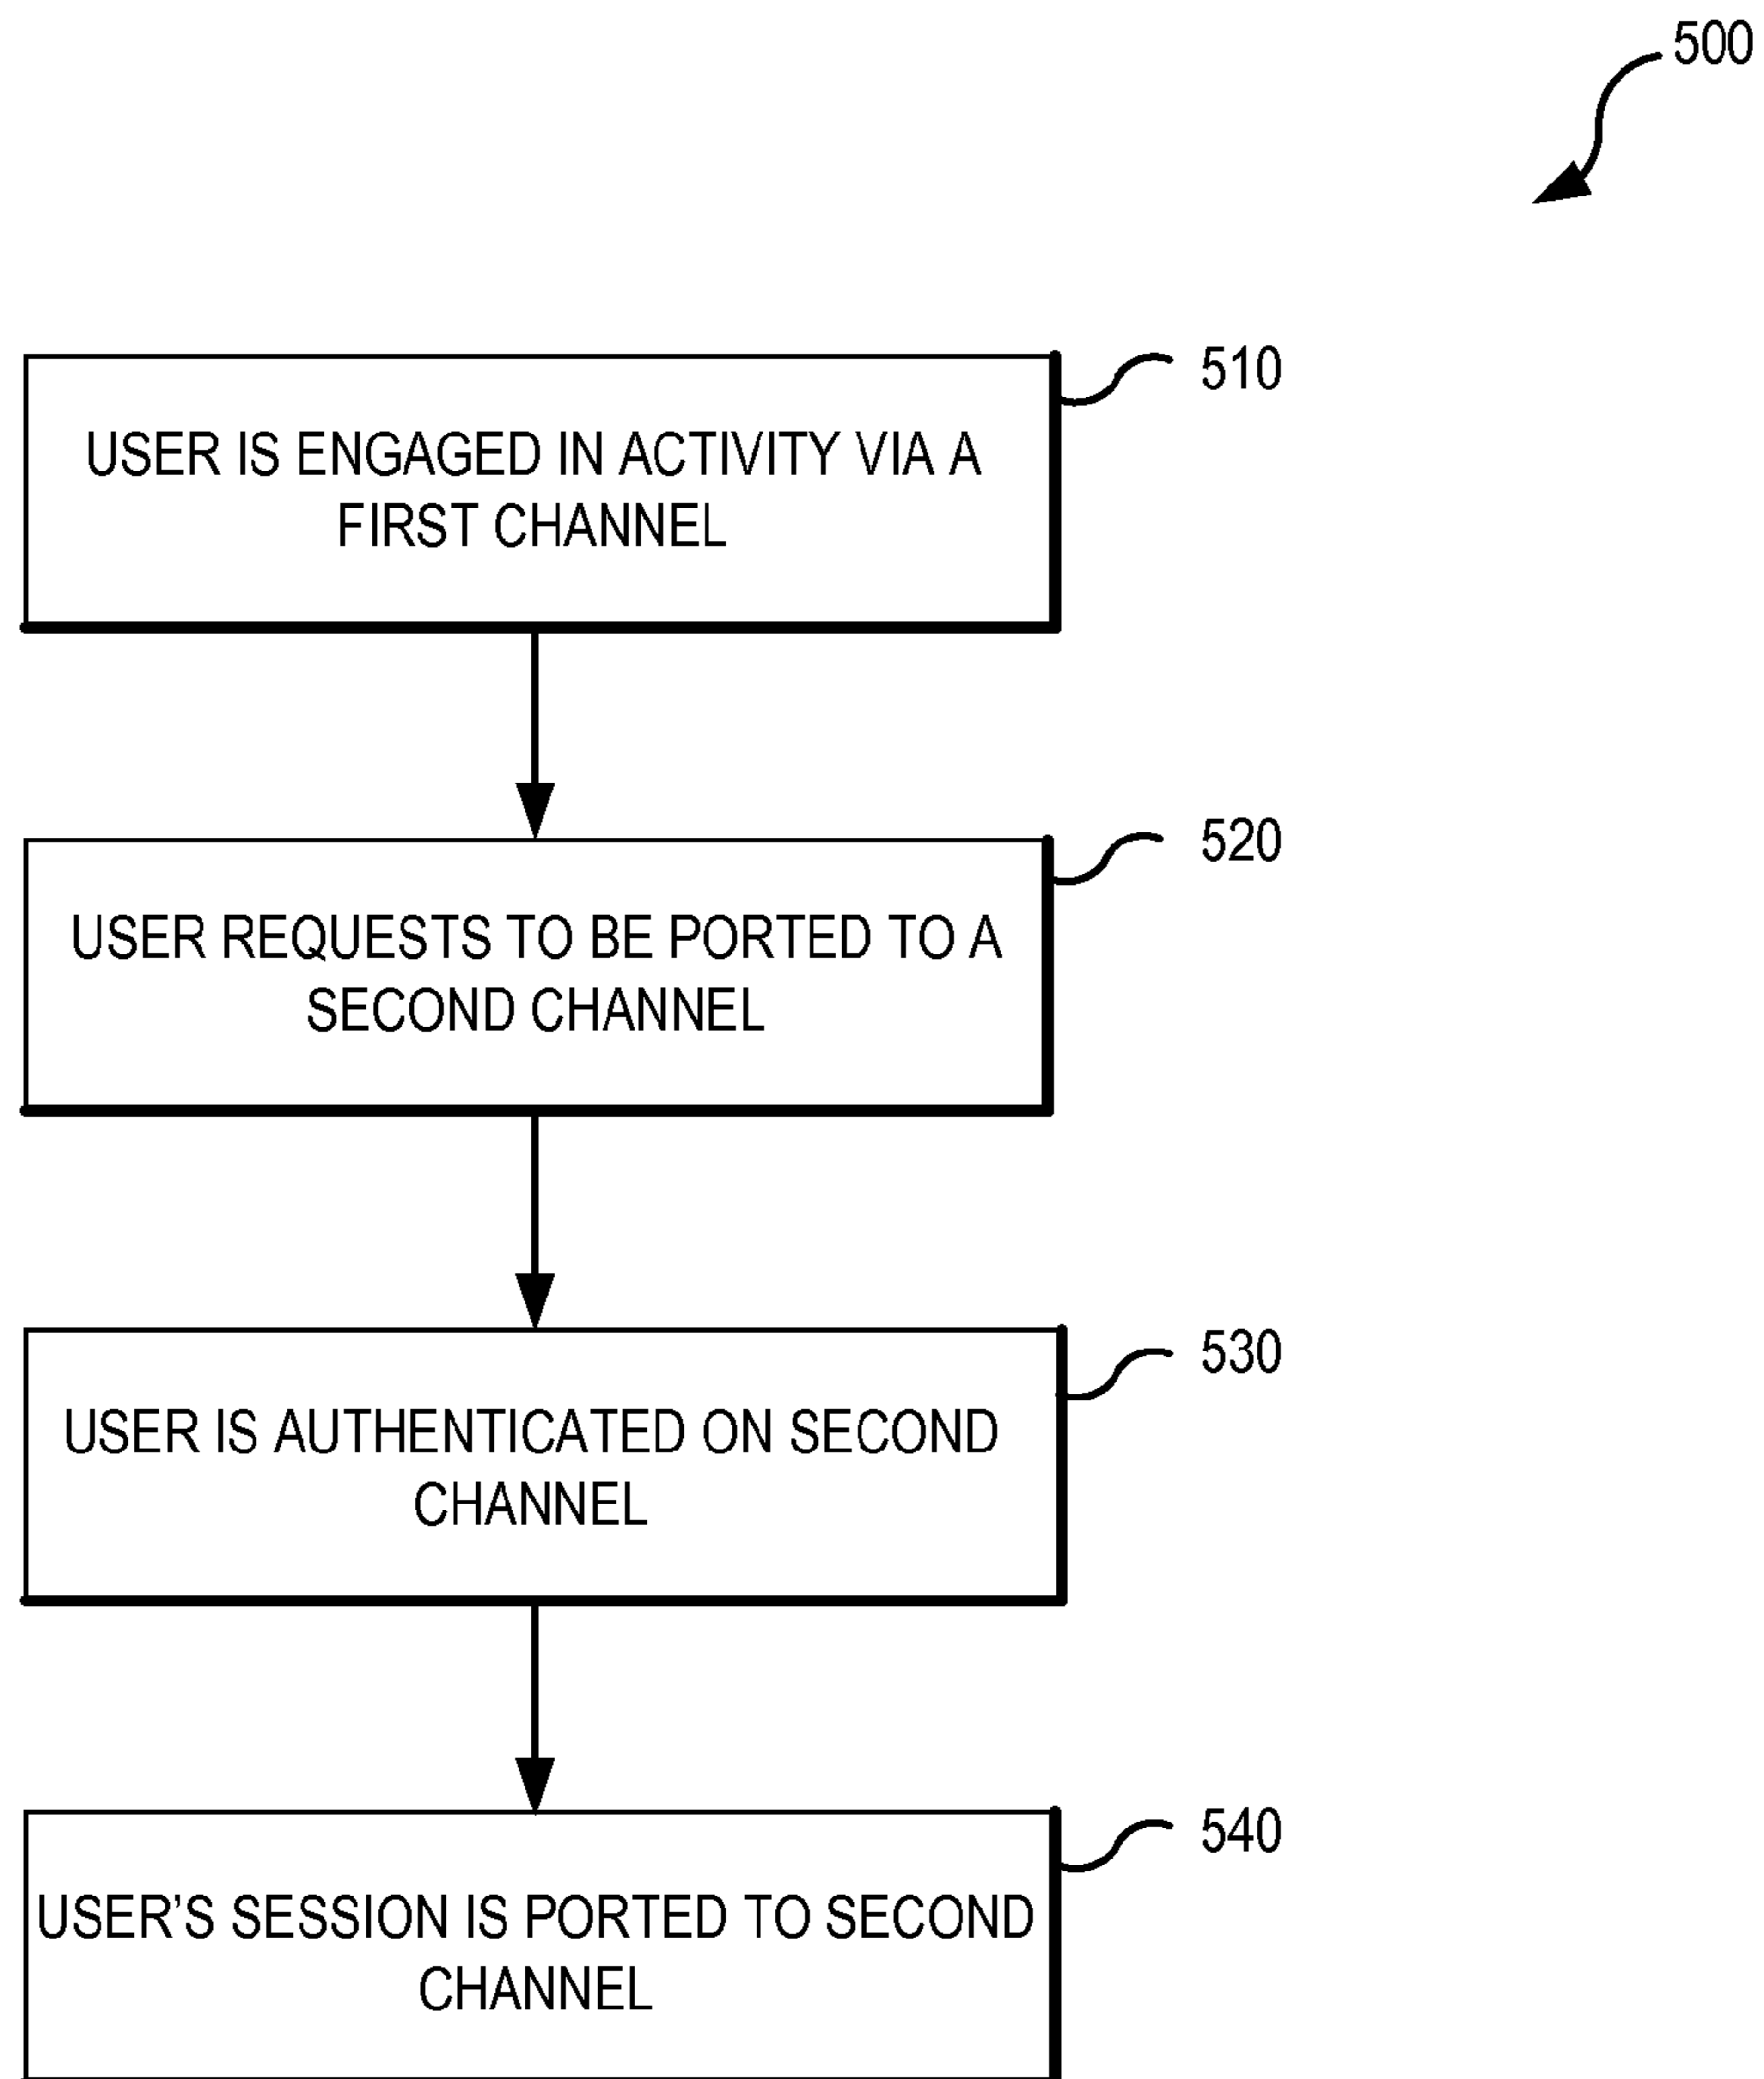 500
510
USER IS ENGAGED IN ACTIVITY VIA A
FIRST CHANNEL
520
USER REQUESTS TO BE PORTED TO A
SECOND CHANNEL
530
USER IS AUTHENTICATED ON SECOND
CHANNEL
540
USER'S SESSION IS PORTED TO SECOND
CHANNEL